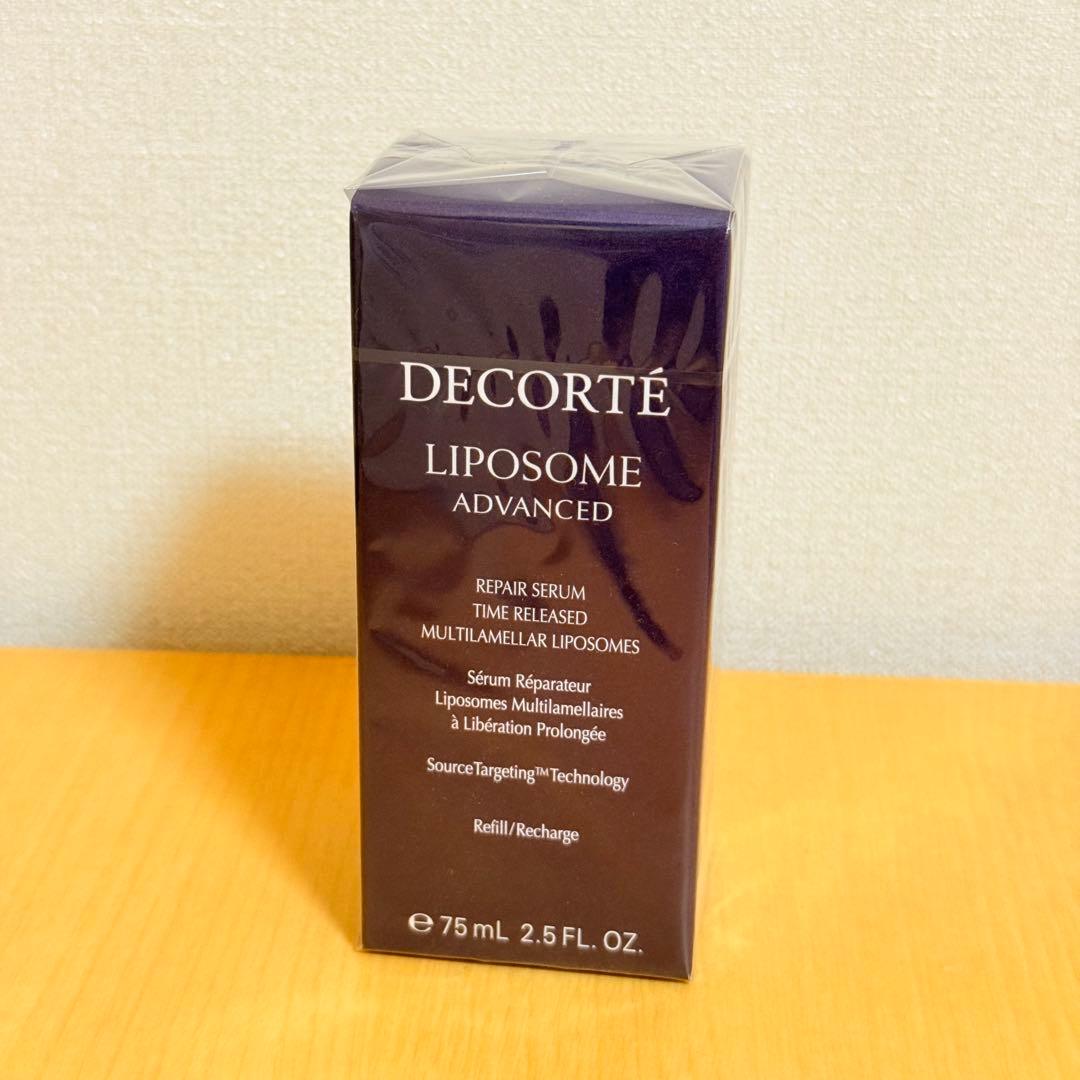 DECORTÉ
LIPOSOME
ADVANCED
REPAIR SERUM
TIME RELEASED
MULTILAMELLAR LIPOSOMES
Sérum Réparateur
Liposomes Multilamellaires
à Libération Prolongée
SourceTargeting™Technology
Refill/Recharge
℮ 75 mL 2.5 FL. OZ.